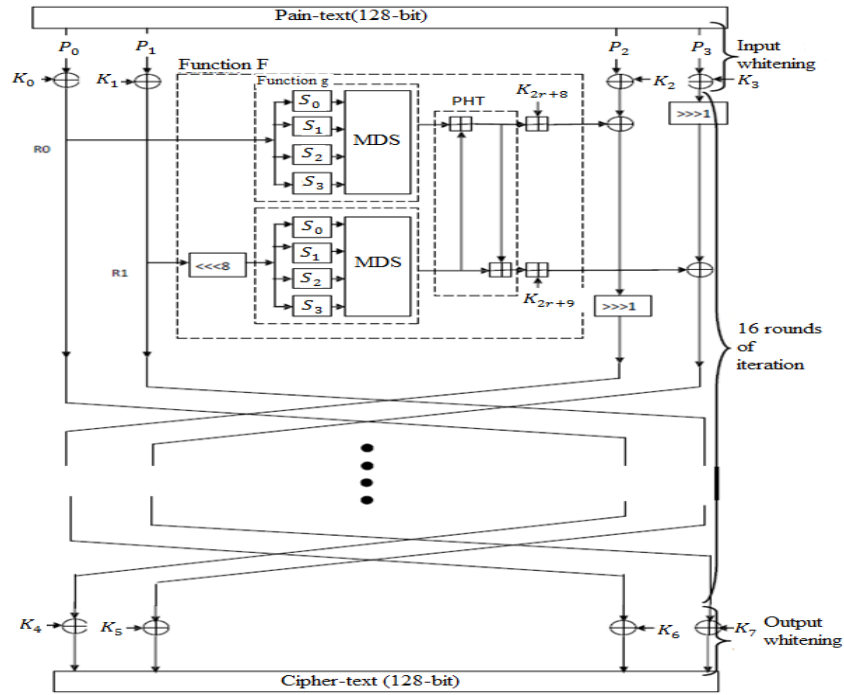 Pain-text(128-bit)
P₀ P₁ P₂ P₃
Input
whitening
K₀ K₁ K₂ K₃
Function F
Function g
S₀
S₁
S₂
S₃
MDS
PHT
K₂ᵣ₊₈
>>>1
R0
S₀
S₁
S₂
S₃
MDS
R1
<<<8
K₂ᵣ₊₉
>>>1
16 rounds
of
iteration
K₄ K₅ K₆ K₇
Output
whitening
Cipher-text (128-bit)